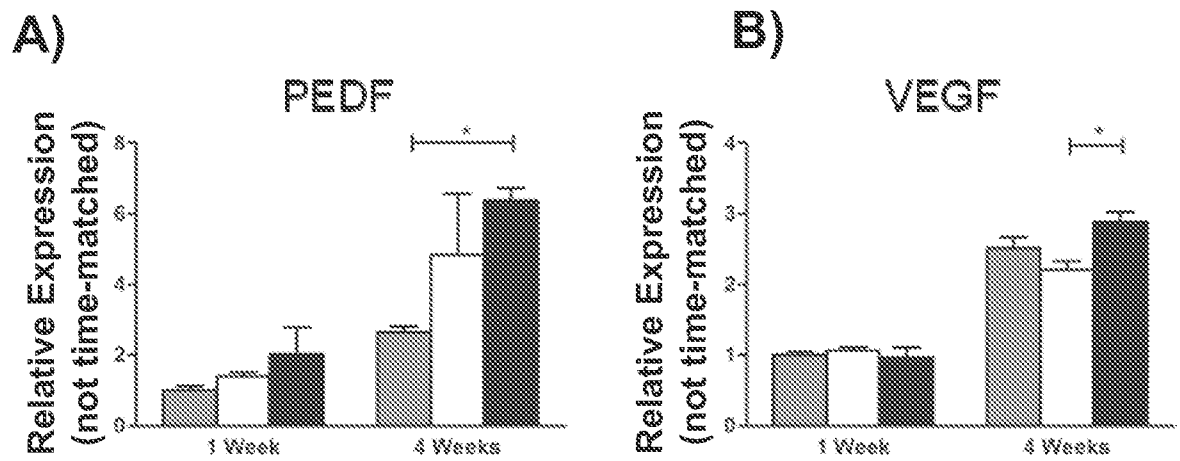 A)
PEDF
Relative Expression
(not time-matched)
8
6
4
2
0
*
1 Week
4 Weeks
B)
VEGF
Relative Expression
(not time-matched)
4
3
2
1
0
*
1 Week
4 Weeks